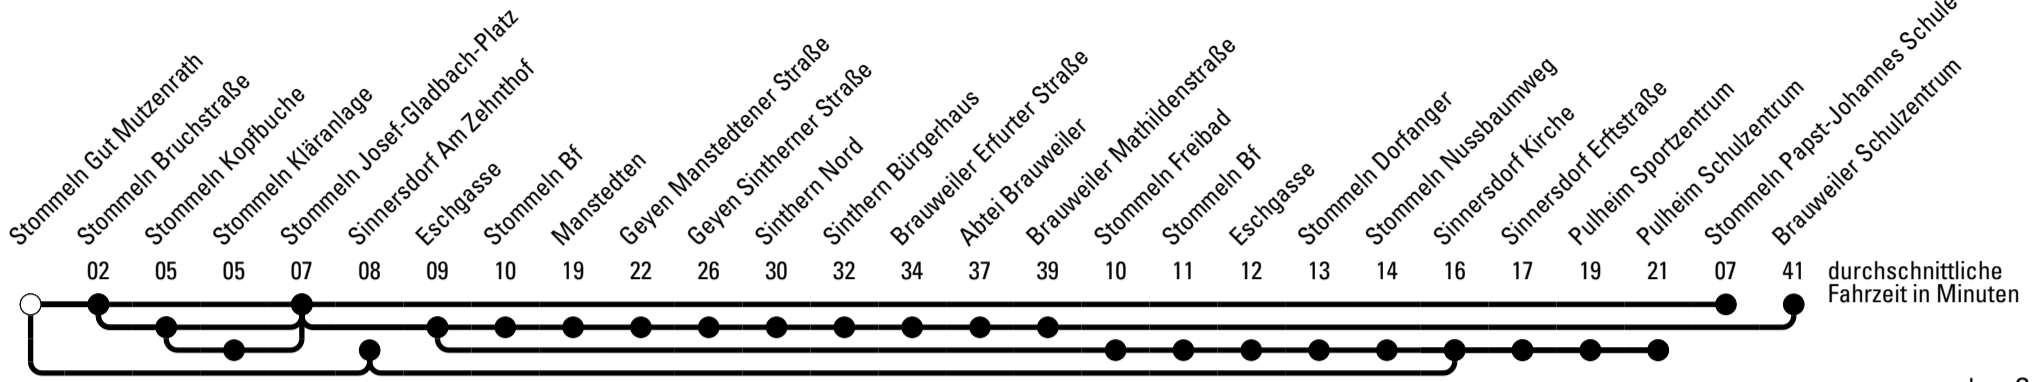 Stommeln Gut Mutzenrath
Stommeln Bruchstraße
Stommeln Kopfbuche
Stommeln Kläranlage
Stommeln Josef-Gladbach-Platz
Sinnersdorf Am Zehnthof
Eschgasse
Stommeln Bf
Manstedten
Geyen Manstedtener Straße
Geyen Sintherner Straße
Sinthern Nord
Sinthern Bürgerhaus
Brauweiler Erfurter Straße
Abtei Brauweiler
Brauweiler Mathildenstraße
Stommeln Freibad
Stommeln Bf
Eschgasse
Stommeln Dorfanger
Stommeln Nussbaumweg
Sinnersdorf Kirche
Sinnersdorf Erftstraße
Pulheim Sportzentrum
Pulheim Schulzentrum
Stommeln Papst-Johannes Schule
Brauweiler Schulzentrum
02 05 05 07 08 09 10 19 22 26 30 32 34 37 39 10 11 12 13 14 16 17 19 21 07 41 durchschnittliche
Fahrzeit in Minuten